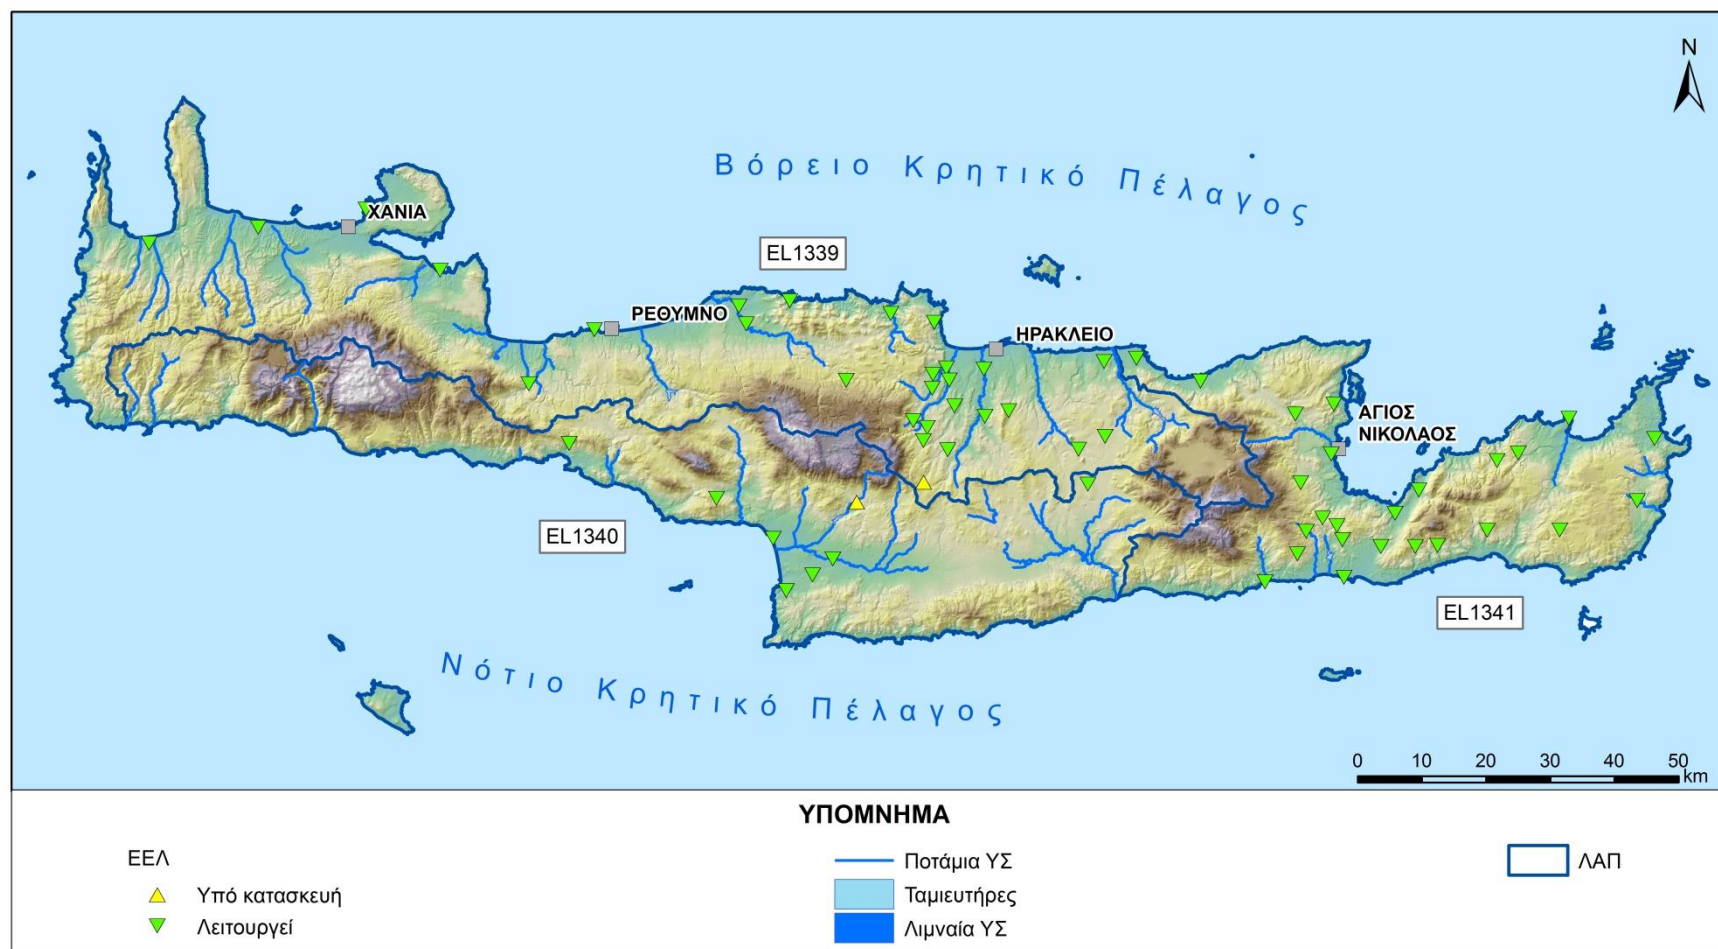 N
Βόρειο Κρητικό Πέλαγος
ΧΑΝΙΑ
EL1339
ΡΕΘΥΜΝΟ
ΗΡΑΚΛΕΙΟ
ΑΓΙΟΣ
ΝΙΚΟΛΑΟΣ
EL1340
EL1341
Νότιο Κρητικό Πέλαγος
0 10 20 30 40 50
km
ΥΠΟΜΝΗΜΑ
ΕΕΛ
Υπό κατασκευή
Λειτουργεί
Ποτάμια ΥΣ
Ταμιευτήρες
Λιμναία ΥΣ
ΛΑΠ